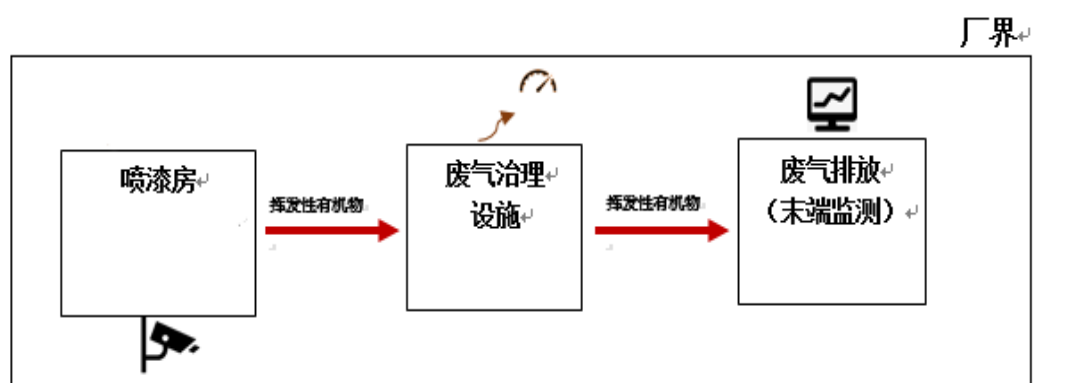 厂界
喷漆房
挥发性有机物
废气治理
设施
挥发性有机物
废气排放
（末端监测）